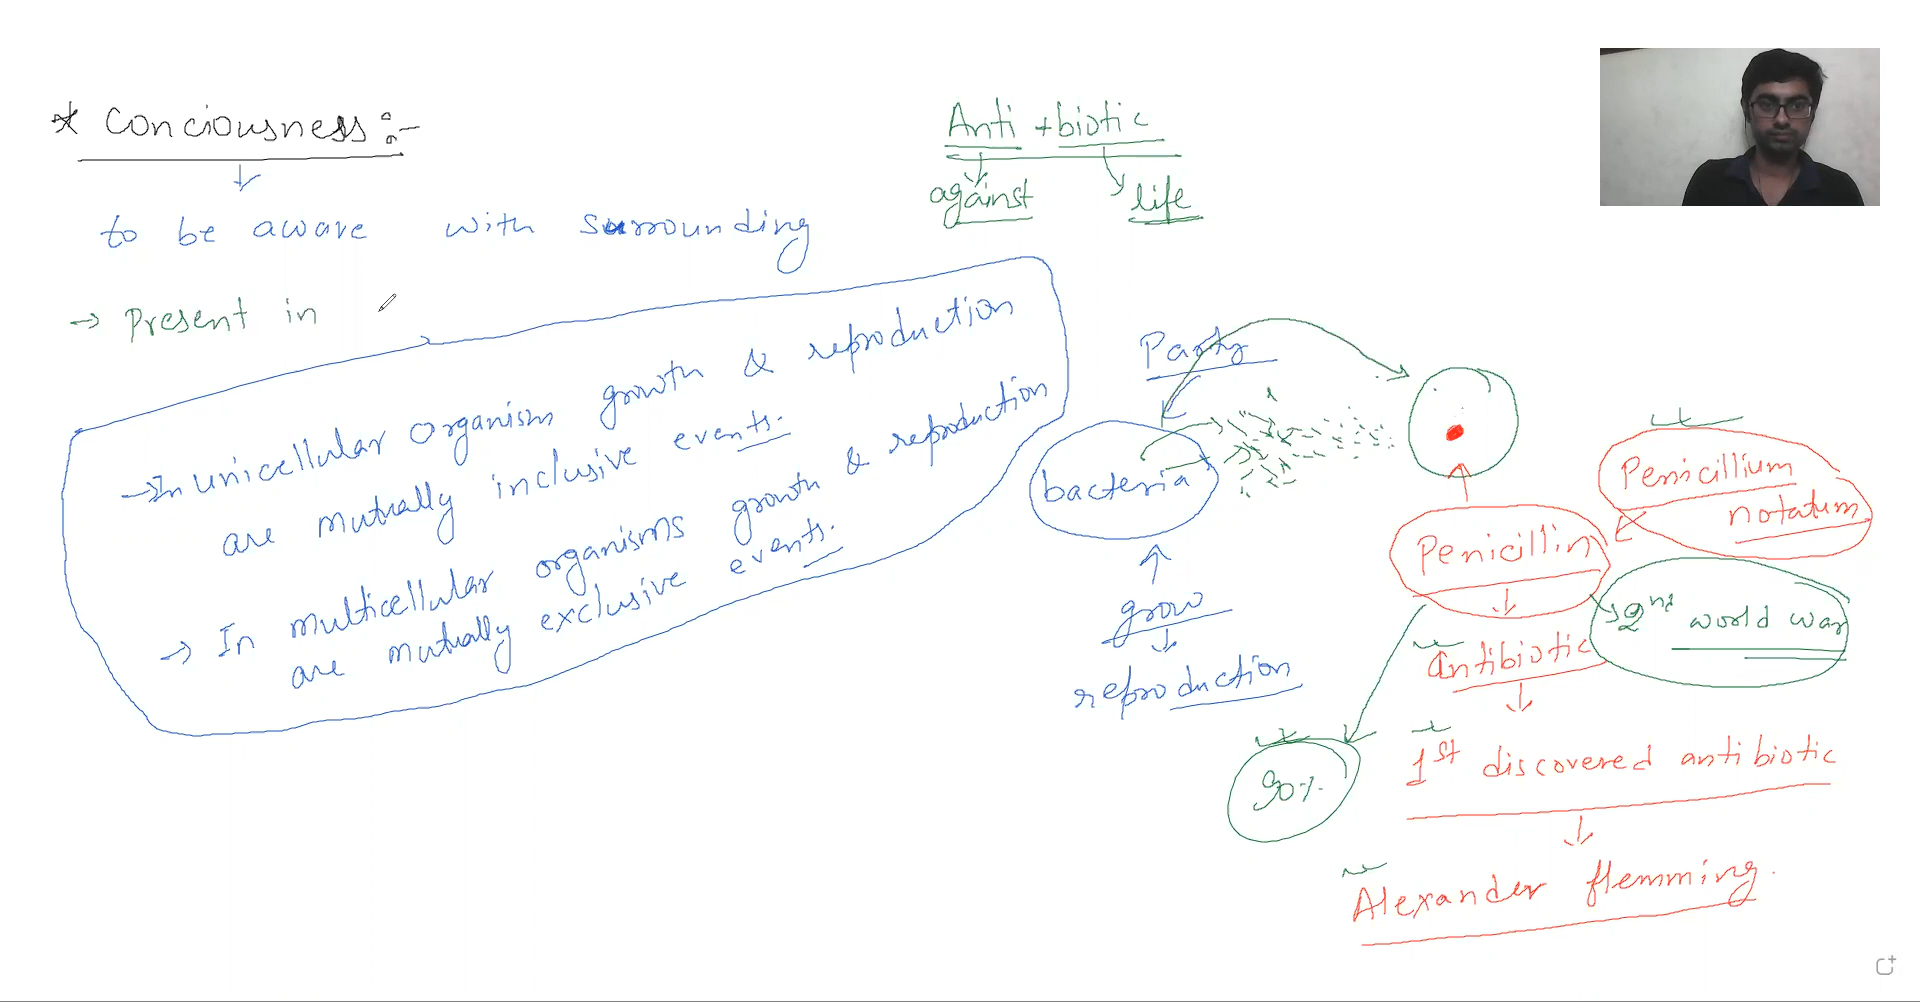 * Conciousness :-
to be aware with surrounding
→ Present in
→ In unicellular organism growth & reproduction
are mutually inclusive events.
→ In multicellular organisms growth & reproduction
are mutually exclusive events.
Anti + biotic
against life
Party
bacteria
grow
reproduction
Penicillium
notatum
Penicillin
2nd world war
Antibiotic
1st discovered antibiotic
90%
Alexander flemming.